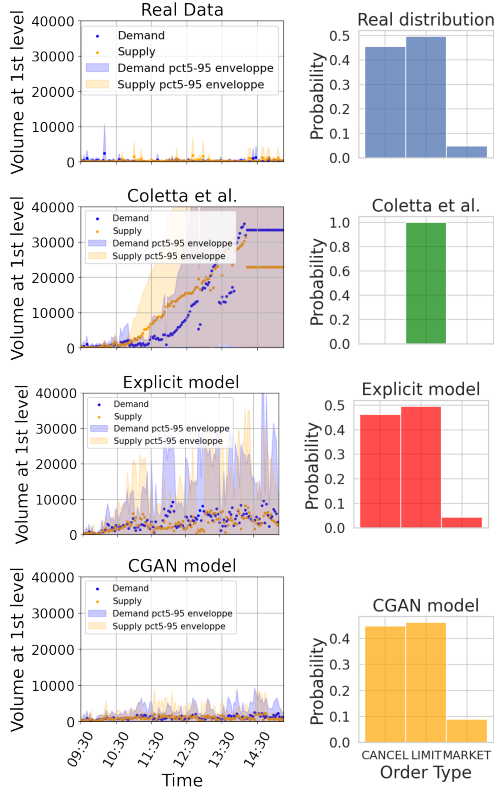 Real Data
Volume at 1st level
40000
30000
20000
10000
0
Demand
Supply
Demand pct5-95 enveloppe
Supply pct5-95 enveloppe
Real distribution
Probability
0.5
0.4
0.3
0.2
0.1
0.0
Coletta et al.
Volume at 1st level
40000
30000
20000
10000
0
Demand
Supply
Demand pct5-95 enveloppe
Supply pct5-95 enveloppe
Coletta et al.
Probability
1.0
0.8
0.6
0.4
0.2
0.0
Explicit model
Volume at 1st level
40000
30000
20000
10000
0
Demand
Supply
Demand pct5-95 enveloppe
Supply pct5-95 enveloppe
Explicit model
Probability
0.5
0.4
0.3
0.2
0.1
0.0
CGAN model
Volume at 1st level
40000
30000
20000
10000
0
Demand
Supply
Demand pct5-95 enveloppe
Supply pct5-95 enveloppe
09:30
10:30
11:30
12:30
13:30
14:30
Time
CGAN model
Probability
0.4
0.3
0.2
0.1
0.0
CANCEL LIMIT MARKET
Order Type